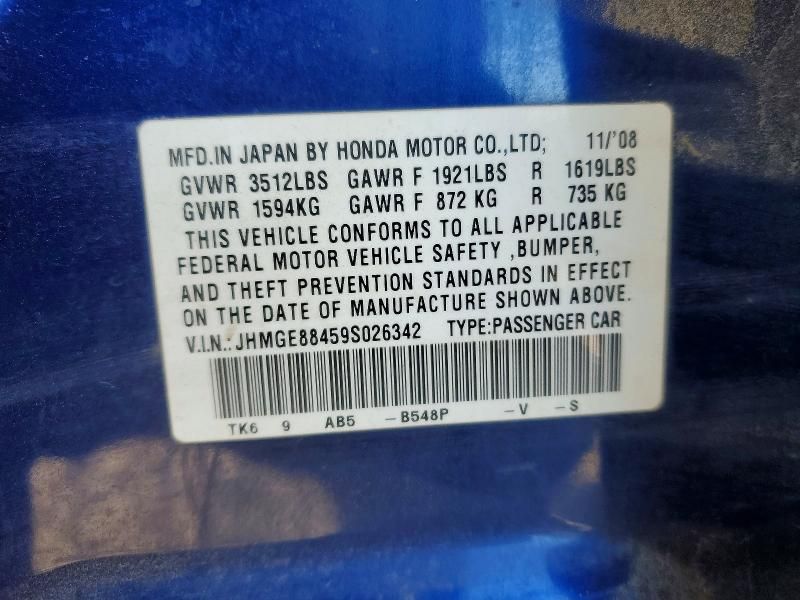 MFD.IN JAPAN BY HONDA MOTOR CO.,LTD; 11/'08
GVWR 3512LBS GAWR F 1921LBS R 1619LBS
GVWR 1594KG GAWR F 872 KG R 735 KG
THIS VEHICLE CONFORMS TO ALL APPLICABLE
FEDERAL MOTOR VEHICLE SAFETY ,BUMPER,
AND THEFT PREVENTION STANDARDS IN EFFECT
ON THE DATE OF MANUFACTURE SHOWN ABOVE.
V.I.N.: JHMGE88459S026342 TYPE:PASSENGER CAR
TK6 9 AB5 -B548P -V -S